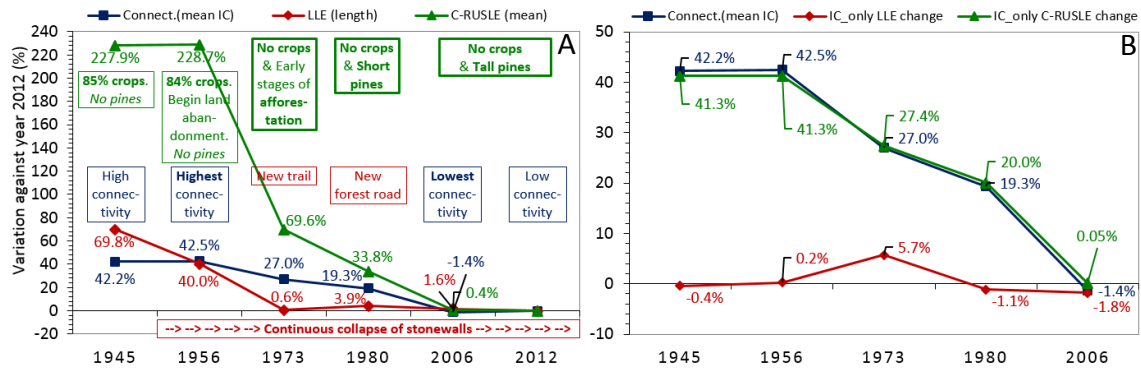 Connect.(mean IC) LLE (length) C-RUSLE (mean)
Variation against year 2012 (%)
240
220
200
180
160
140
120
100
80
60
40
20
0
-20
A
227.9%
228.7%
85% crops.
No pines
84% crops.
Begin land
aban-
donment.
No pines
No crops
& Early
stages of
affores-
tation
No crops
& Short
pines
No crops
& Tall pines
High
connec-
tivity
Highest
connec-
tivity
New trail
New
forest road
Lowest
connec-
tivity
Low
connec-
tivity
69.8%
42.2%
42.5%
40.0%
69.6%
27.0%
0.6%
33.8%
19.3%
3.9%
-1.4%
1.6%
0.4%
--> --> --> --> --> Continuous collapse of stonewalls --> --> --> --> -->
1945 1956 1973 1980 2006 2012
Connect.(mean IC) IC_only LLE change IC_only C-RUSLE change
B
50
40
30
20
10
0
-10
42.2%
41.3%
42.5%
41.3%
27.4%
27.0%
20.0%
19.3%
0.05%
-0.4%
0.2%
5.7%
-1.1%
-1.4%
-1.8%
1945 1956 1973 1980 2006